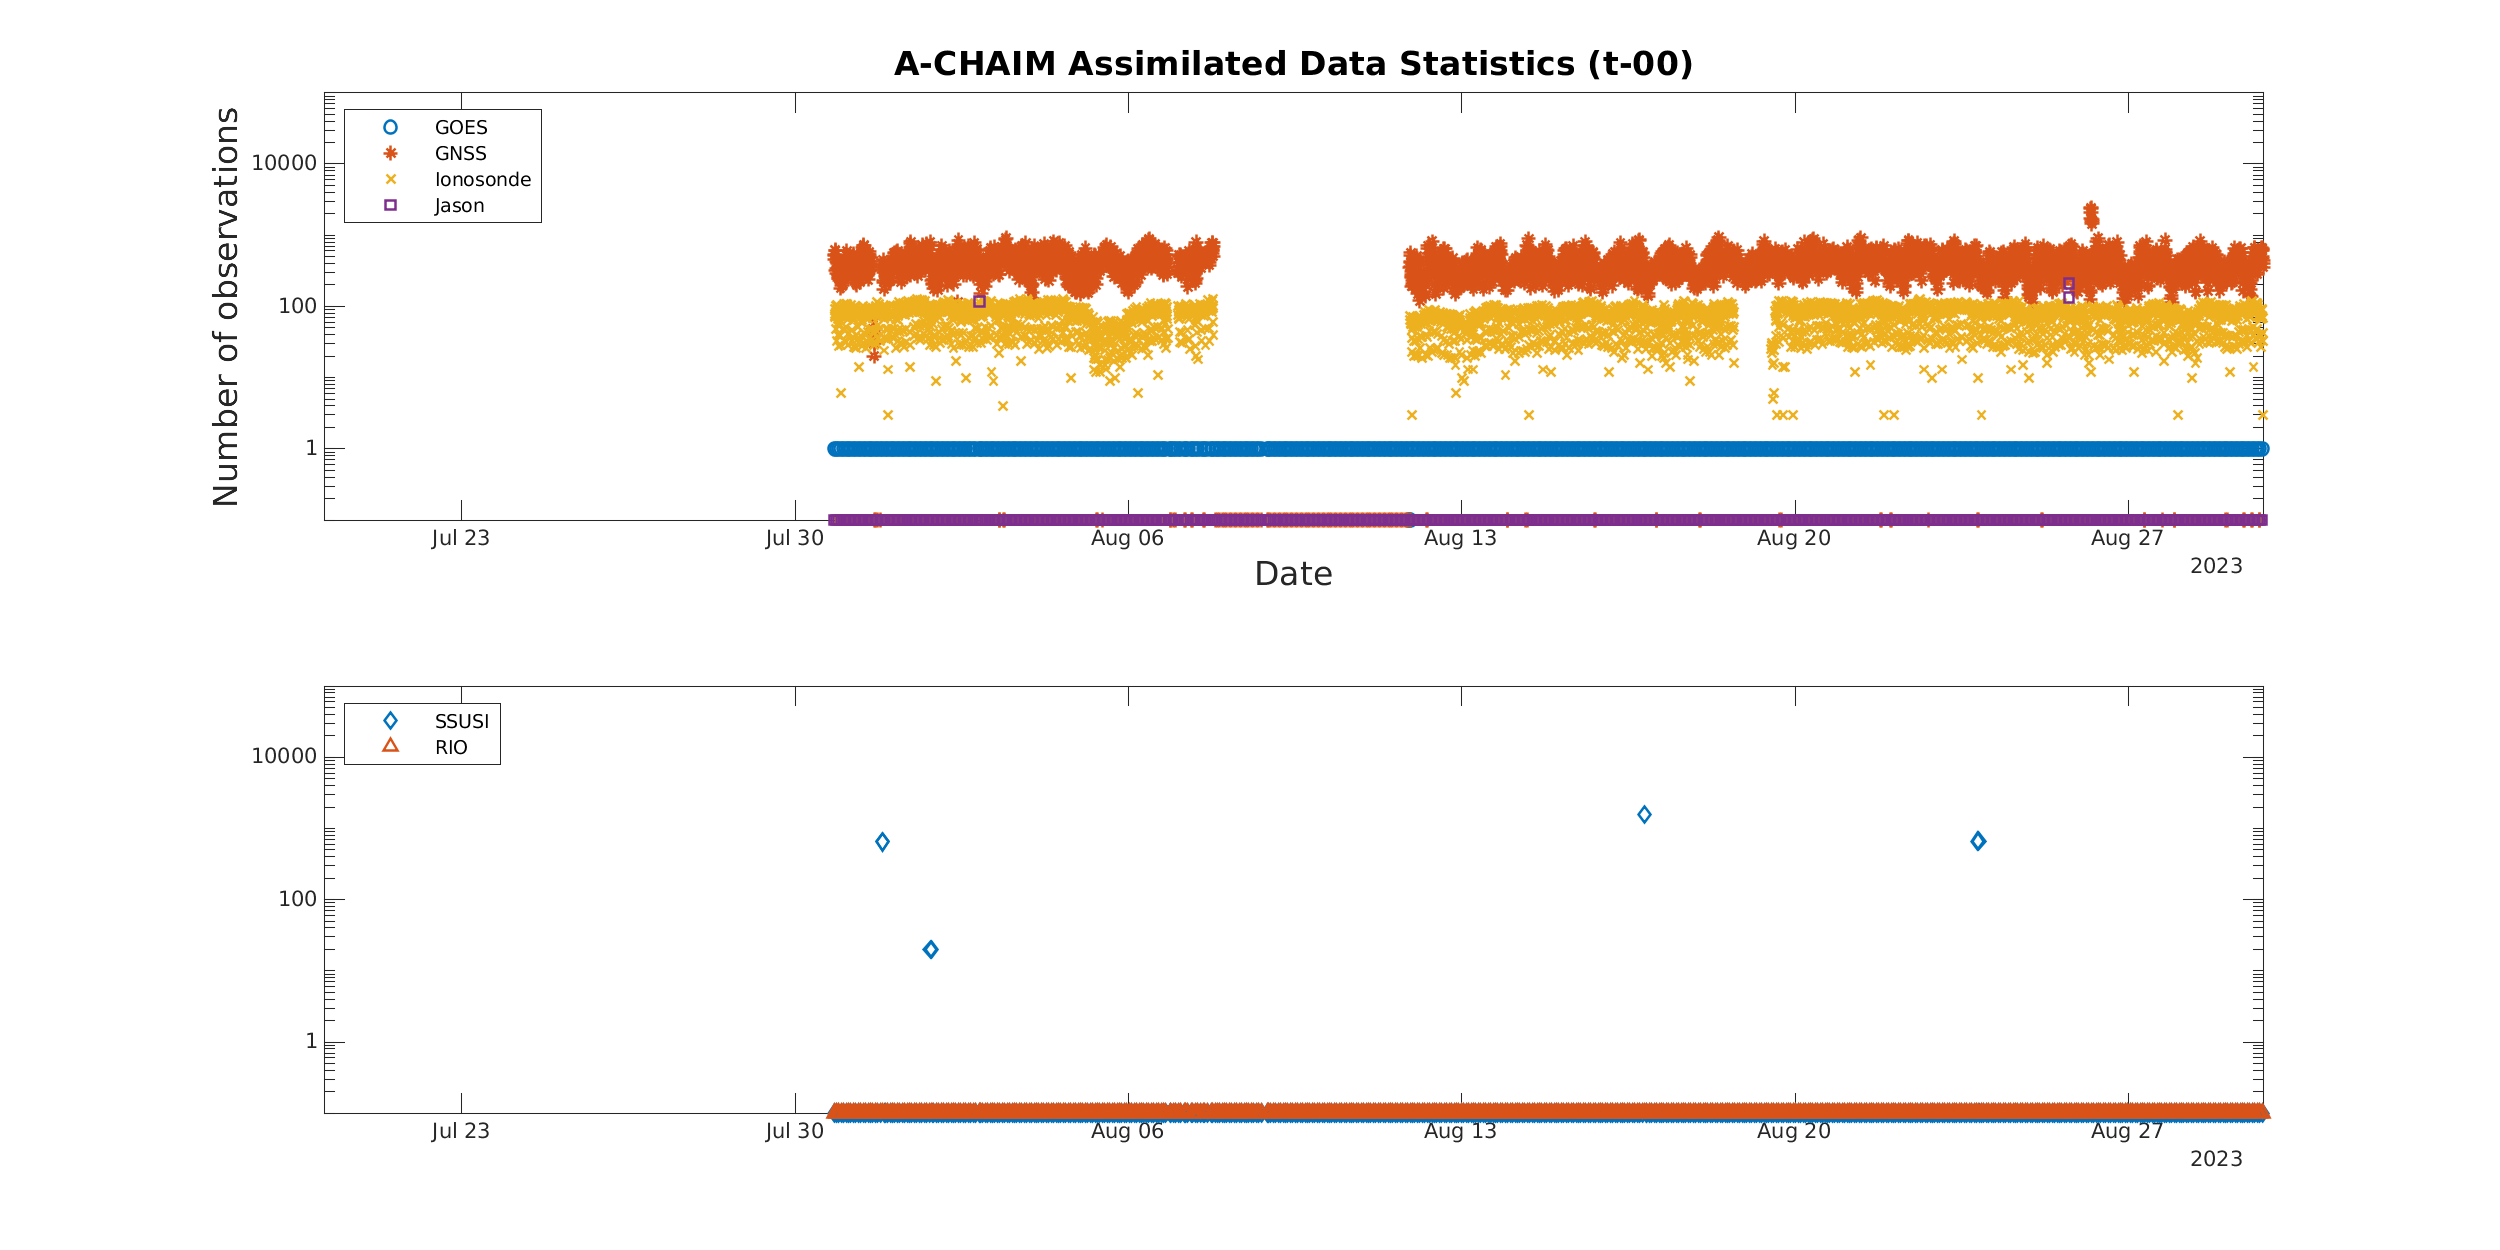 A-CHAIM Assimilated Data Statistics (t-00)
Number of observations
GOES
GNSS
Ionosonde
Jason
10000
100
1
Jul 23
Jul 30
Aug 06
Aug 13
Aug 20
Aug 27
2023
Date
SSUSI
RIO
10000
100
1
Jul 23
Jul 30
Aug 06
Aug 13
Aug 20
Aug 27
2023